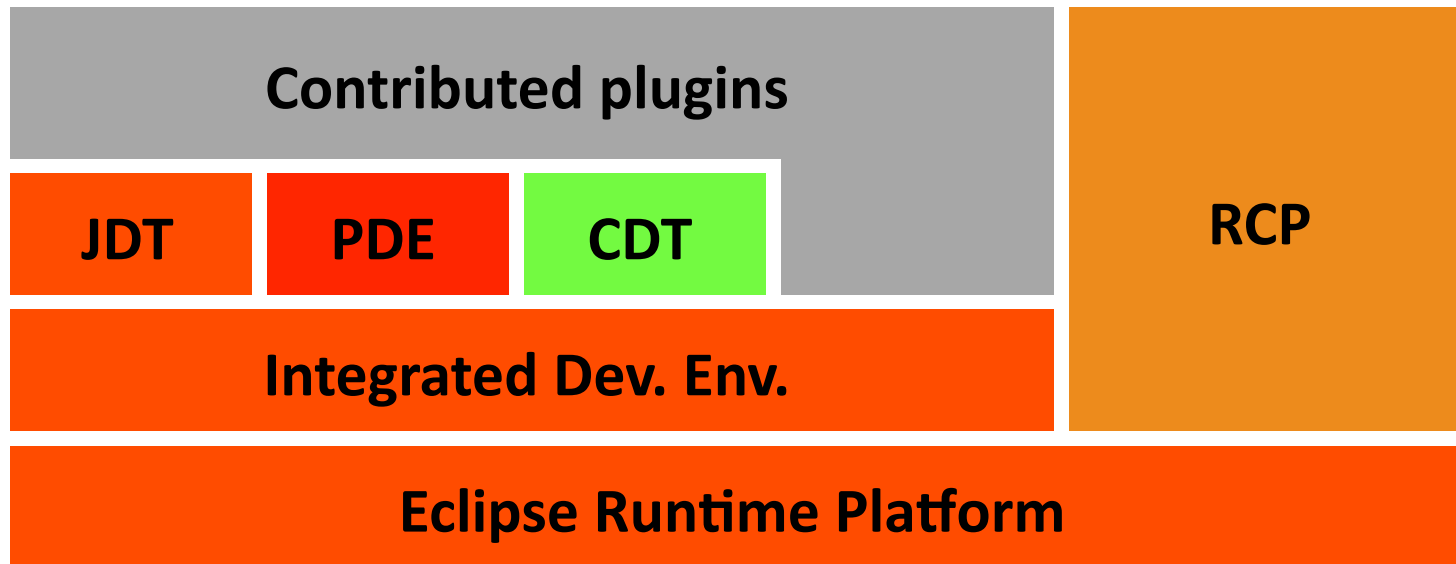 Contributed plugins
RCP
JDT
PDE
CDT
Integrated Dev. Env.
Eclipse Runtime Platform